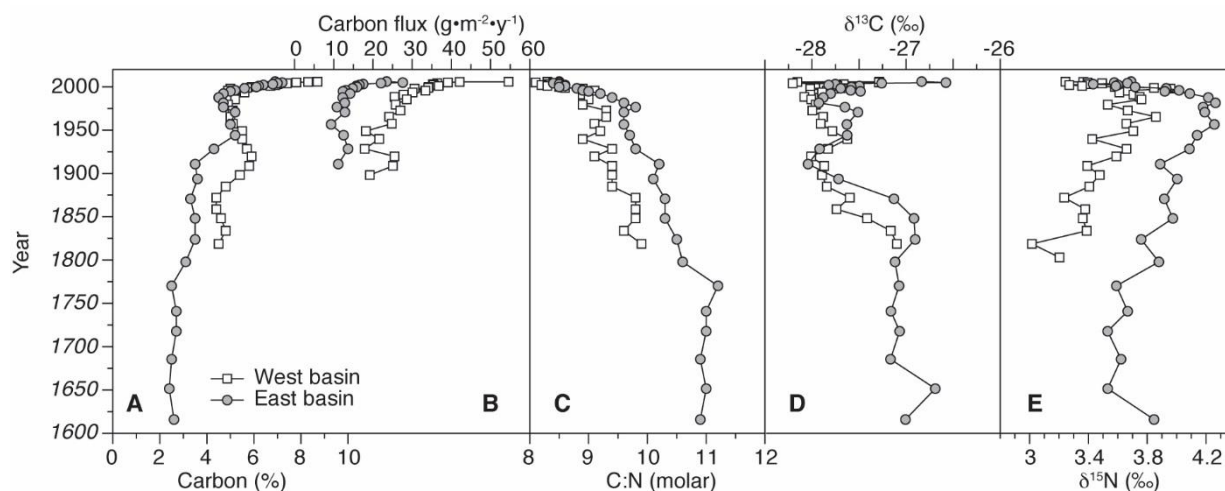 Carbon flux (g•m-2•y-1)
δ13C (‰)
0 10 20 30 40 50 60
-28 -27 -26
Year
2000
1950
1900
1850
1800
1750
1700
1650
1600
West basin
East basin
A B C D E
0 2 4 6 8 10
8 9 10 11 12
3 3.4 3.8 4.2
Carbon (%)
C:N (molar)
δ15N (‰)